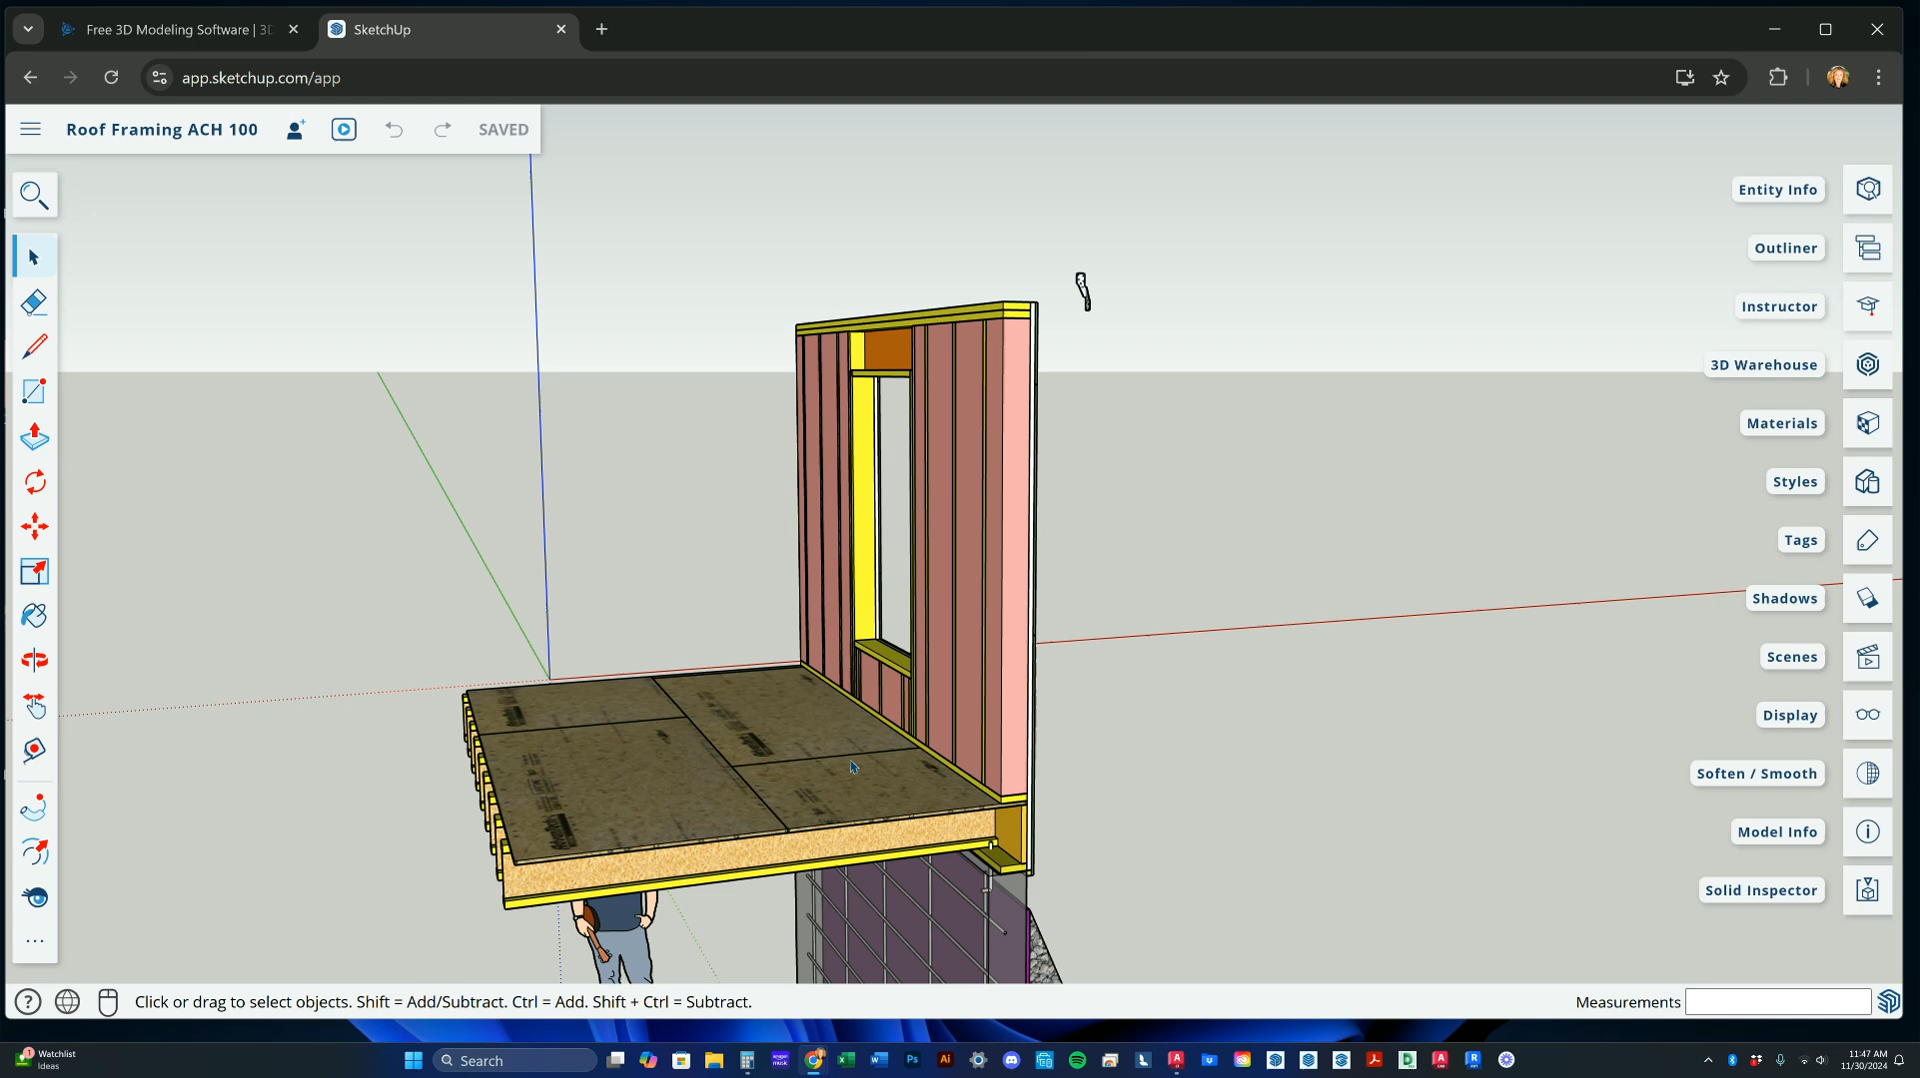 Free 3D Modeling Software | 3D
SketchUp
app.sketchup.com/app
Roof Framing ACH 100
SAVED
Entity Info
Outliner
Instructor
3D Warehouse
Materials
Styles
Tags
Shadows
Scenes
Display
Soften / Smooth
Model Info
Solid Inspector
Click or drag to select objects. Shift = Add/Subtract. Ctrl = Add. Shift + Ctrl = Subtract.
Measurements
Watchlist
Ideas
Search
11:47 AM
11/30/2024